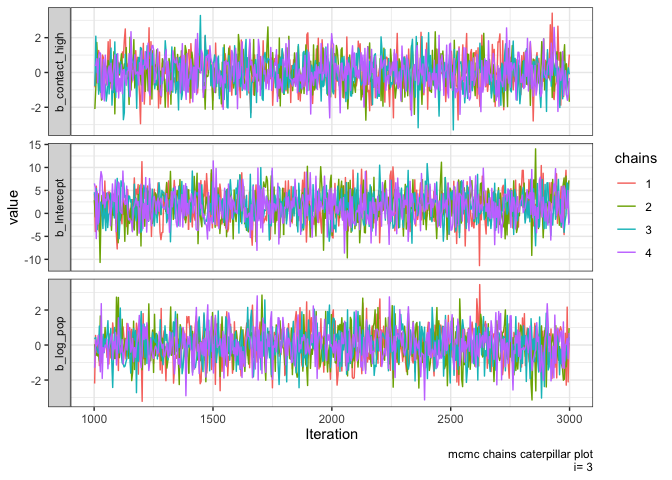 b_contact_high
2
0
-2
b_Intercept
15
10
5
0
-5
-10
b_log_pop
2
0
-2
value
1000
1500
2000
2500
3000
Iteration
chains
1
2
3
4
mcmc chains caterpillar plot
i= 3